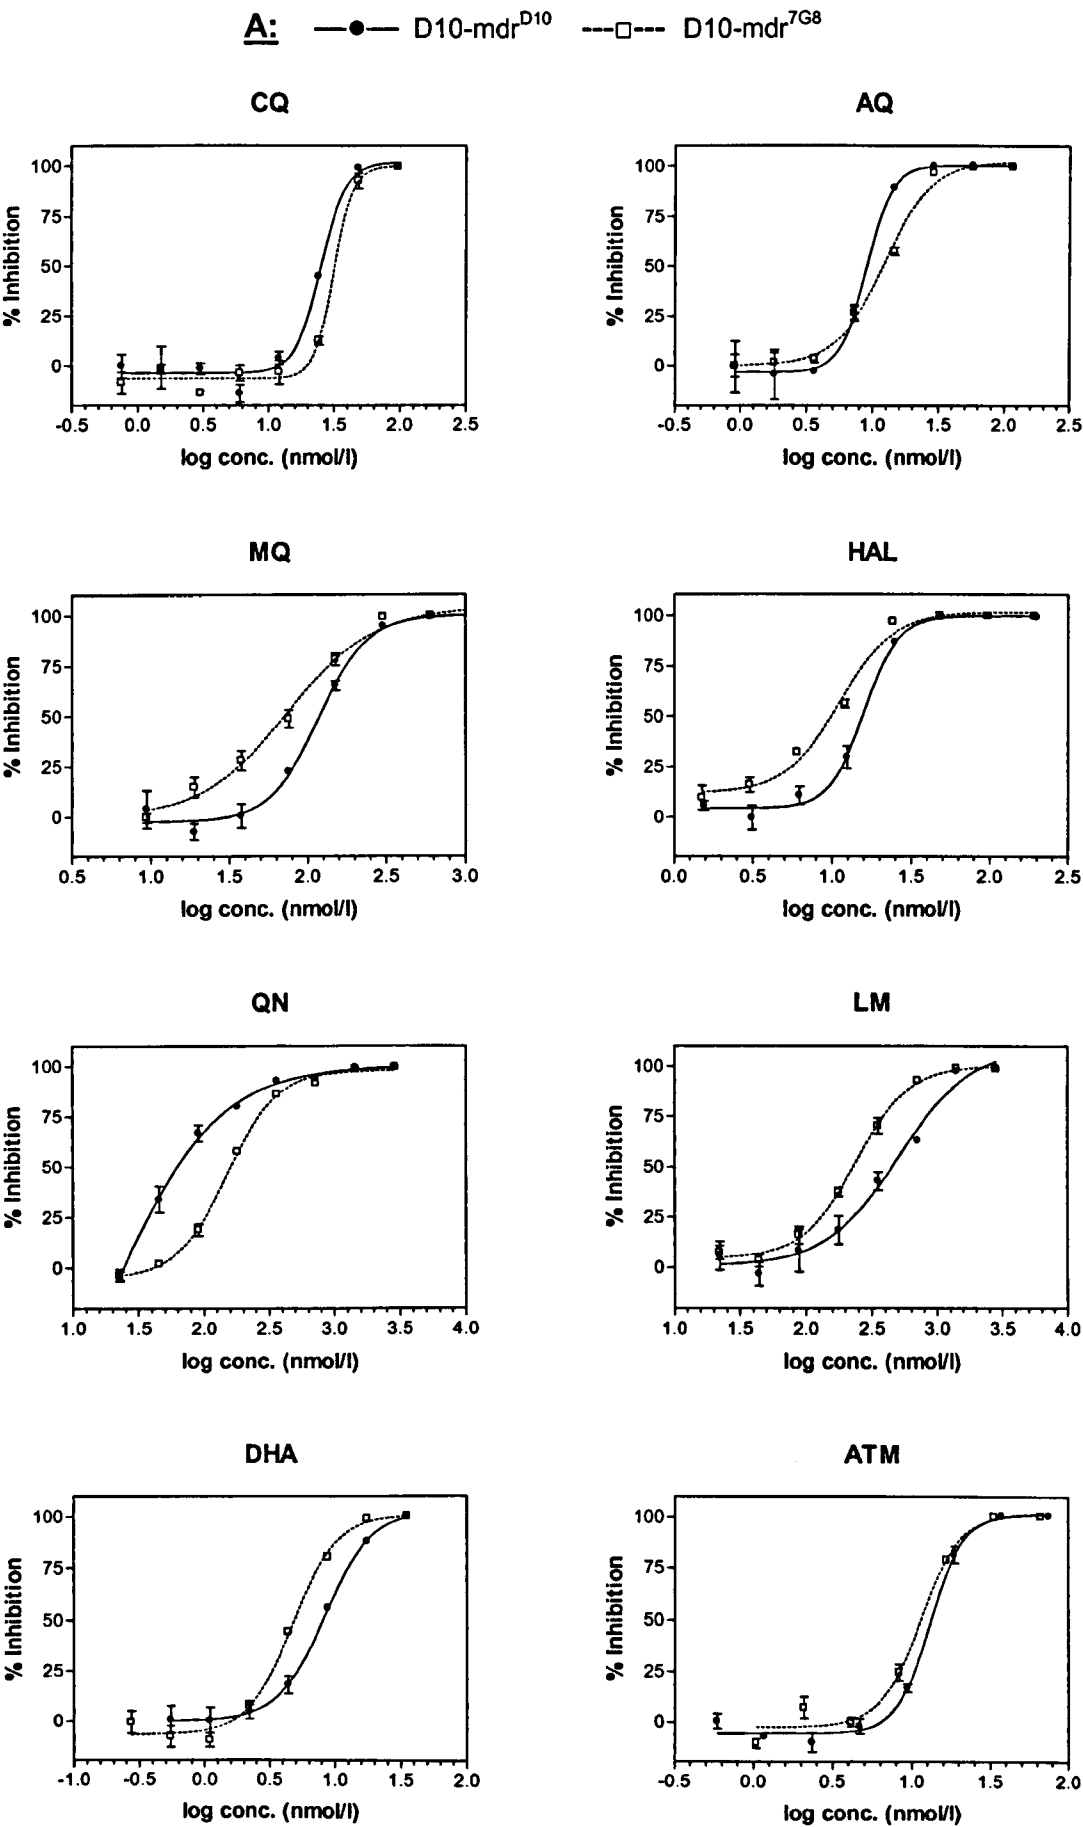 A: D10-mdrD10 D10-mdr7G8
CQ
% Inhibition
100
75
50
25
0
-0.5 0.0 0.5 1.0 1.5 2.0 2.5
log conc. (nmol/l)
AQ
% Inhibition
100
75
50
25
0
-0.5 0.0 0.5 1.0 1.5 2.0 2.5
log conc. (nmol/l)
MQ
% Inhibition
100
75
50
25
0
0.5 1.0 1.5 2.0 2.5 3.0
log conc. (nmol/l)
HAL
% Inhibition
100
75
50
25
0
0.0 0.5 1.0 1.5 2.0 2.5
log conc. (nmol/l)
QN
% Inhibition
100
75
50
25
0
1.0 1.5 2.0 2.5 3.0 3.5 4.0
log conc. (nmol/l)
LM
% Inhibition
100
75
50
25
0
1.0 1.5 2.0 2.5 3.0 3.5 4.0
log conc. (nmol/l)
DHA
% Inhibition
100
75
50
25
0
-1.0 -0.5 0.0 0.5 1.0 1.5 2.0
log conc. (nmol/l)
ATM
% Inhibition
100
75
50
25
0
-0.5 0.0 0.5 1.0 1.5 2.0
log conc. (nmol/l)